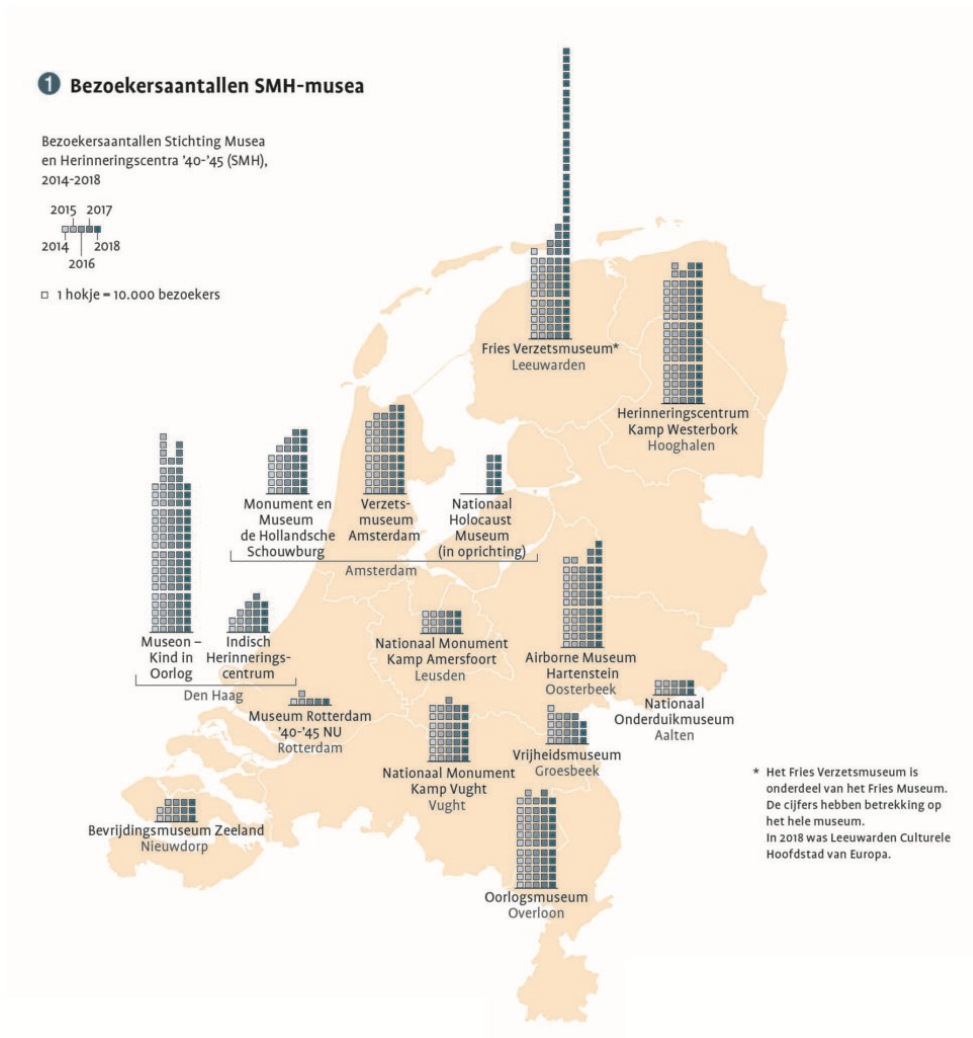 1 Bezoekersaantallen SMH-musea
Bezoekersaantallen Stichting Musea
en Herinneringscentra '40-'45 (SMH),
2014-2018
2015 2017
2014 2018
2016
1 hokje = 10.000 bezoekers
Fries Verzetsmuseum*
Leeuwarden
Herinneringscentrum
Kamp Westerbork
Hooghalen
Monument en
Museum
de Hollandsche
Schouwburg
Verzets-
museum
Amsterdam
Nationaal
Holocaust
Museum
(in oprichting)
Amsterdam
Museon –
Kind in
Oorlog
Indisch
Herinnerings-
centrum
Den Haag
Nationaal Monument
Kamp Amersfoort
Leusden
Airborne Museum
Hartenstein
Oosterbeek
Nationaal
Onderduikmuseum
Aalten
Museum Rotterdam
'40-'45 NU
Rotterdam
Nationaal Monument
Kamp Vught
Vught
Vrijheidsmuseum
Groesbeek
Bevrijdingsmuseum Zeeland
Nieuwdorp
Oorlogsmuseum
Overloon
* Het Fries Verzetsmuseum is
onderdeel van het Fries Museum.
De cijfers hebben betrekking op
het hele museum.
In 2018 was Leeuwarden Culturele
Hoofdstad van Europa.